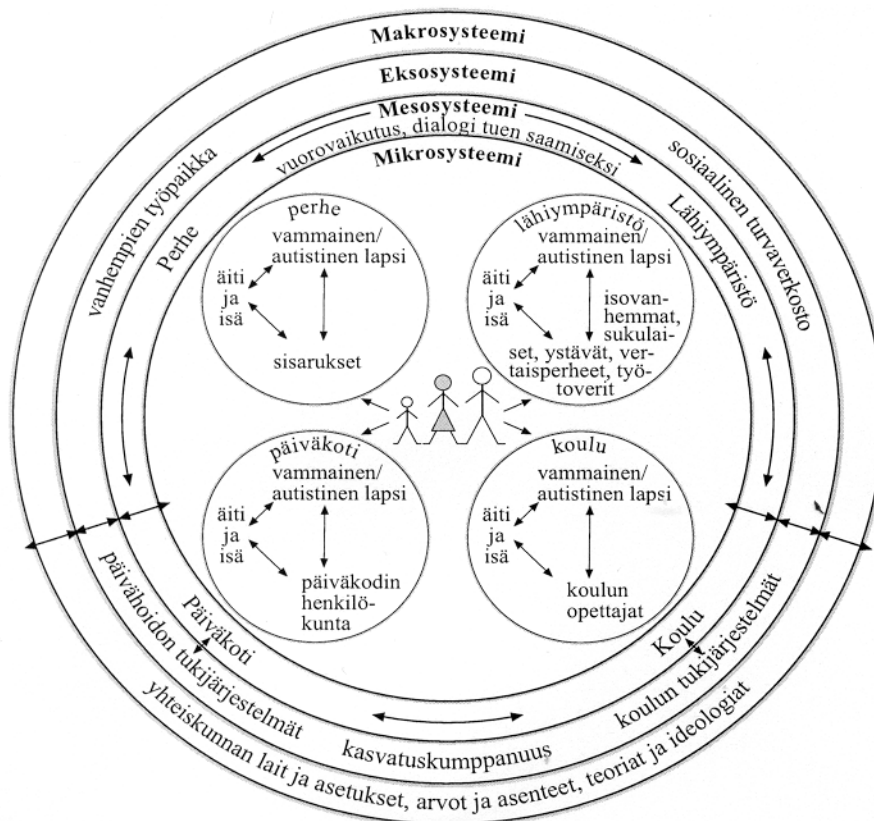 Makrosysteemi
Eksosysteemi
Mesosysteemi
vuorovaikutus, dialogi tuen saamiseksi
Mikrosysteemi
vanhempien työpaikka
Perhe
sosiaalinen turvaverkosto
Lähiympäristö
perhe
vammainen/
autistinen lapsi
äiti
ja
isä
sisarukset
lähiympäristö
vammainen/
autistinen lapsi
äiti
ja
isä
isovan-
hemmat,
sukulai-
set, ystävät, ver-
taisperheet, työ-
toverit
päiväkoti
vammainen/
autistinen lapsi
äiti
ja
isä
päiväkodin
henkilö-
kunta
koulu
vammainen/
autistinen lapsi
äiti
ja
isä
koulun
opettajat
Päiväkoti
Koulu
päivähoidon tukijärjestelmät
kasvatuskumppanuus
koulun tukijärjestelmät
yhteiskunnan lait ja asetukset, arvot ja asenteet, teoriat ja ideologiat